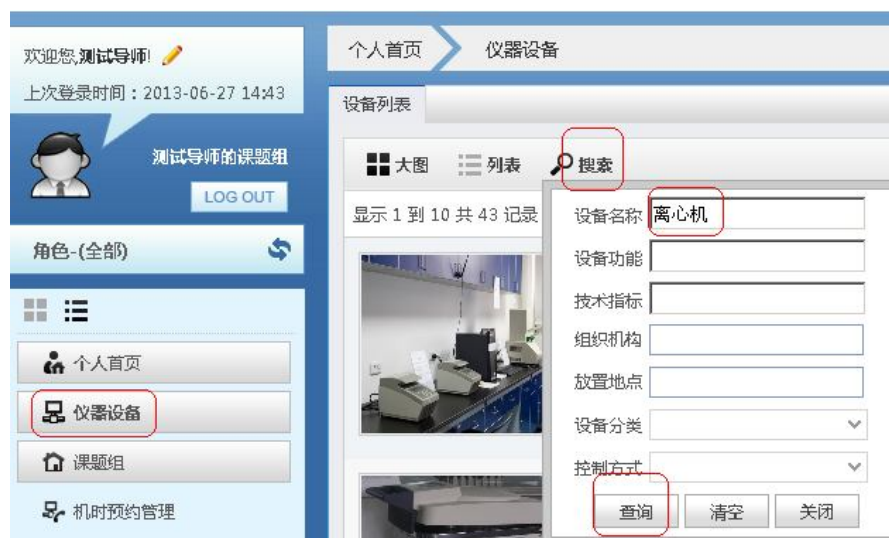 欢迎您,测试导师!
上次登录时间：2013-06-27 14:43
测试导师的课题组
LOG OUT
角色-(全部)
个人首页
仪器设备
课题组
机时预约管理
个人首页 仪器设备
设备列表
大图 列表 搜索
显示 1 到 10 共 43 记录
设备名称 离心机
设备功能
技术指标
组织机构
放置地点
设备分类
控制方式
查询 清空 关闭